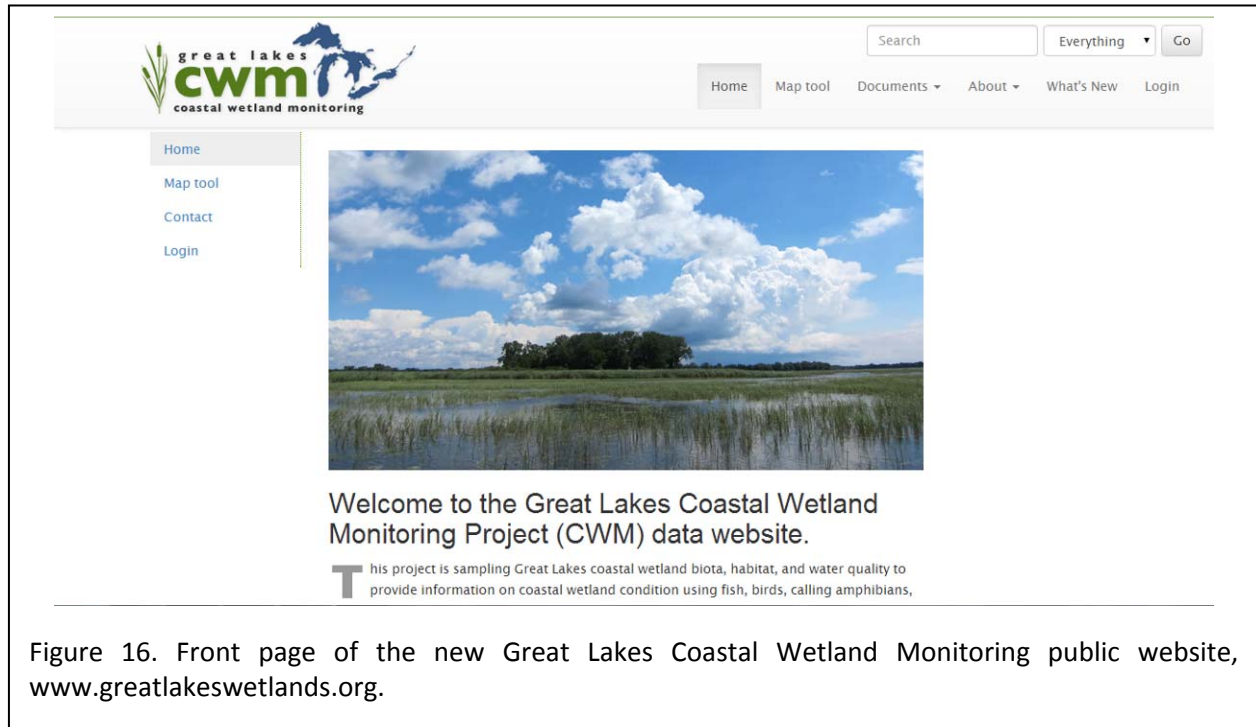 great lakes
cwm
coastal wetland monitoring
Search
Everything
Go
Home
Map tool
Documents
About
What's New
Login
Home
Map tool
Contact
Login
Welcome to the Great Lakes Coastal Wetland
Monitoring Project (CWM) data website.
This project is sampling Great Lakes coastal wetland biota, habitat, and water quality to
provide information on coastal wetland condition using fish, birds, calling amphibians,
Figure 16. Front page of the new Great Lakes Coastal Wetland Monitoring public website,
www.greatlakeswetlands.org.